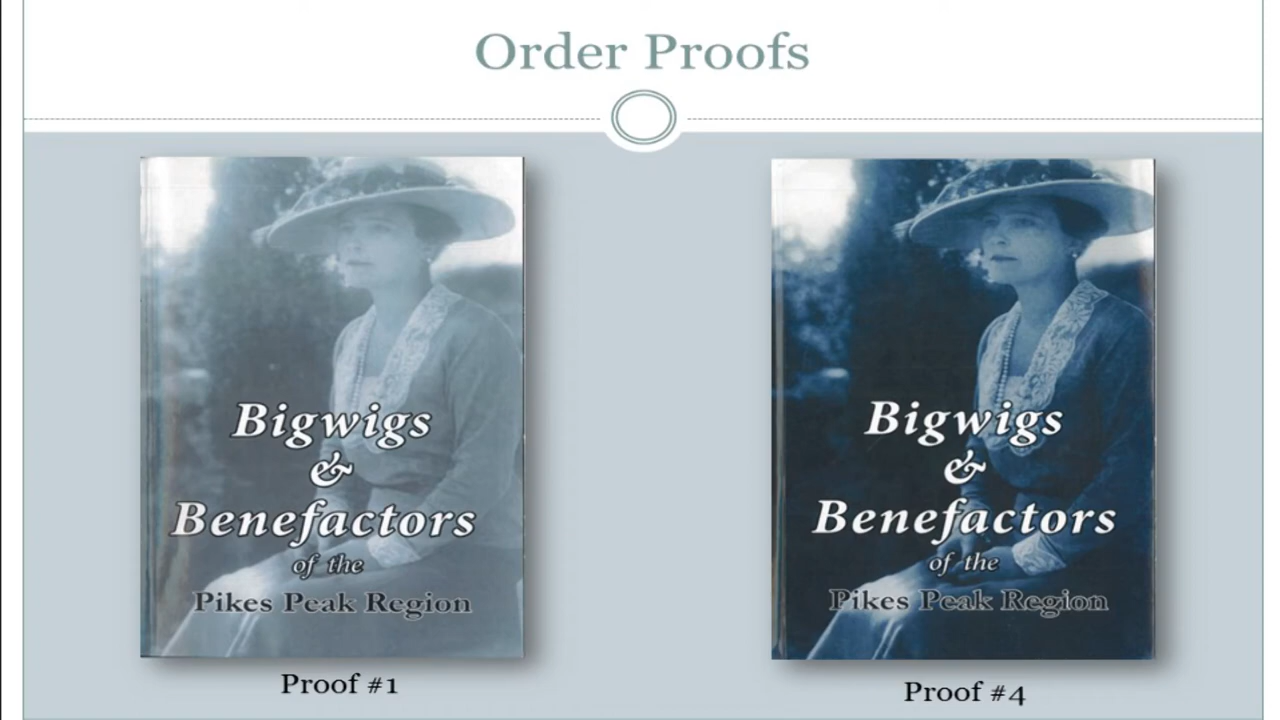 Order Proofs
Bigwigs
&
Benefactors
of the
Pikes Peak Region
Proof #1
Bigwigs
&
Benefactors
of the
Pikes Peak Region
Proof #4